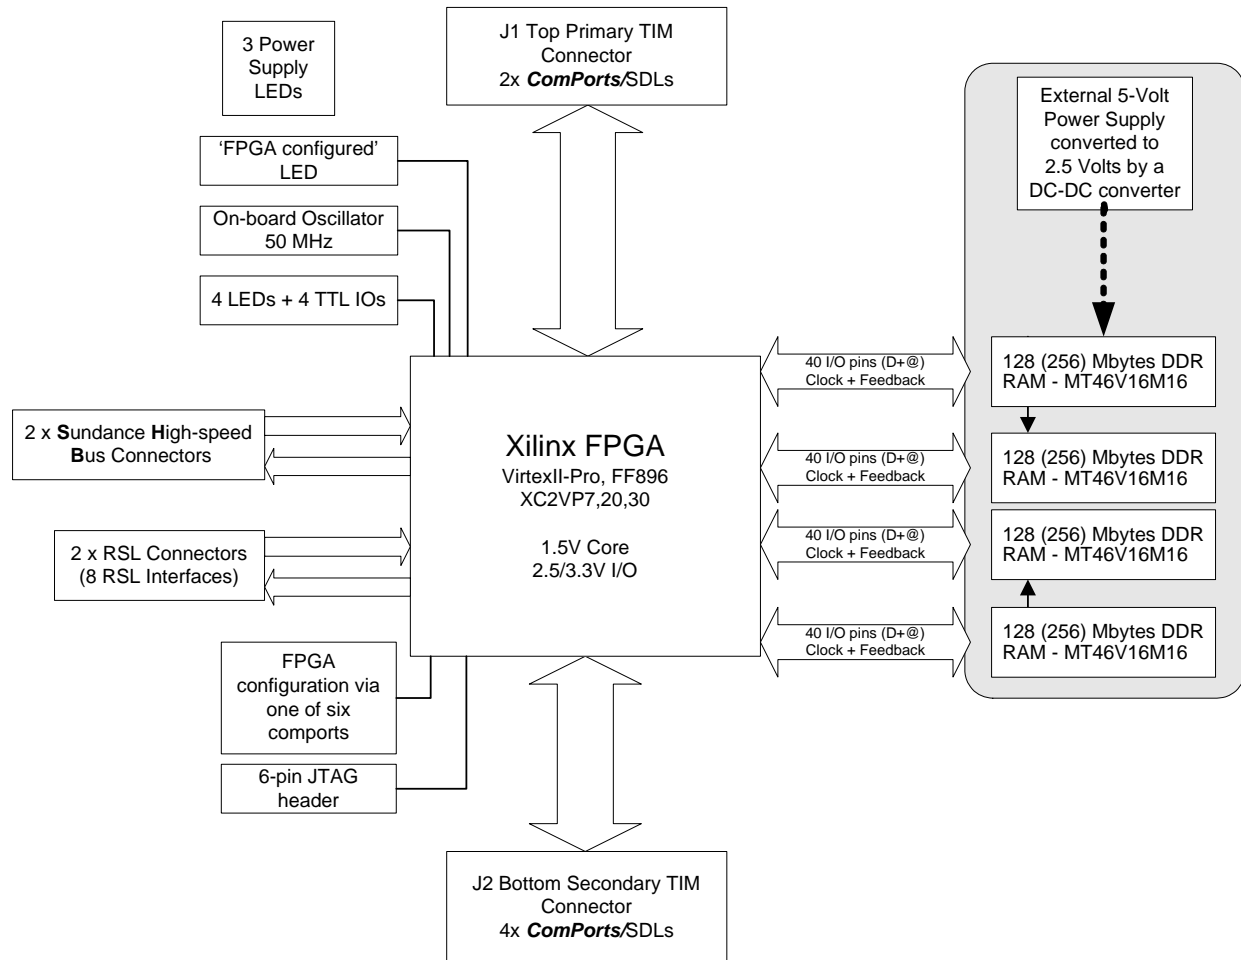 J1 Top Primary TIM
Connector
2x ComPorts/SDLs
3 Power
Supply
LEDs
External 5-Volt
Power Supply
converted to
2.5 Volts by a
DC-DC converter
‘FPGA configured’
LED
On-board Oscillator
50 MHz
4 LEDs + 4 TTL IOs
40 I/O pins (D+@)
Clock + Feedback
128 (256) Mbytes DDR
RAM - MT46V16M16
2 x Sundance High-speed
Bus Connectors
Xilinx FPGA
VirtexII-Pro, FF896
XC2VP7,20,30
1.5V Core
2.5/3.3V I/O
40 I/O pins (D+@)
Clock + Feedback
128 (256) Mbytes DDR
RAM - MT46V16M16
2 x RSL Connectors
(8 RSL Interfaces)
40 I/O pins (D+@)
Clock + Feedback
128 (256) Mbytes DDR
RAM - MT46V16M16
40 I/O pins (D+@)
Clock + Feedback
128 (256) Mbytes DDR
RAM - MT46V16M16
FPGA
configuration via
one of six
comports
6-pin JTAG
header
J2 Bottom Secondary TIM
Connector
4x ComPorts/SDLs